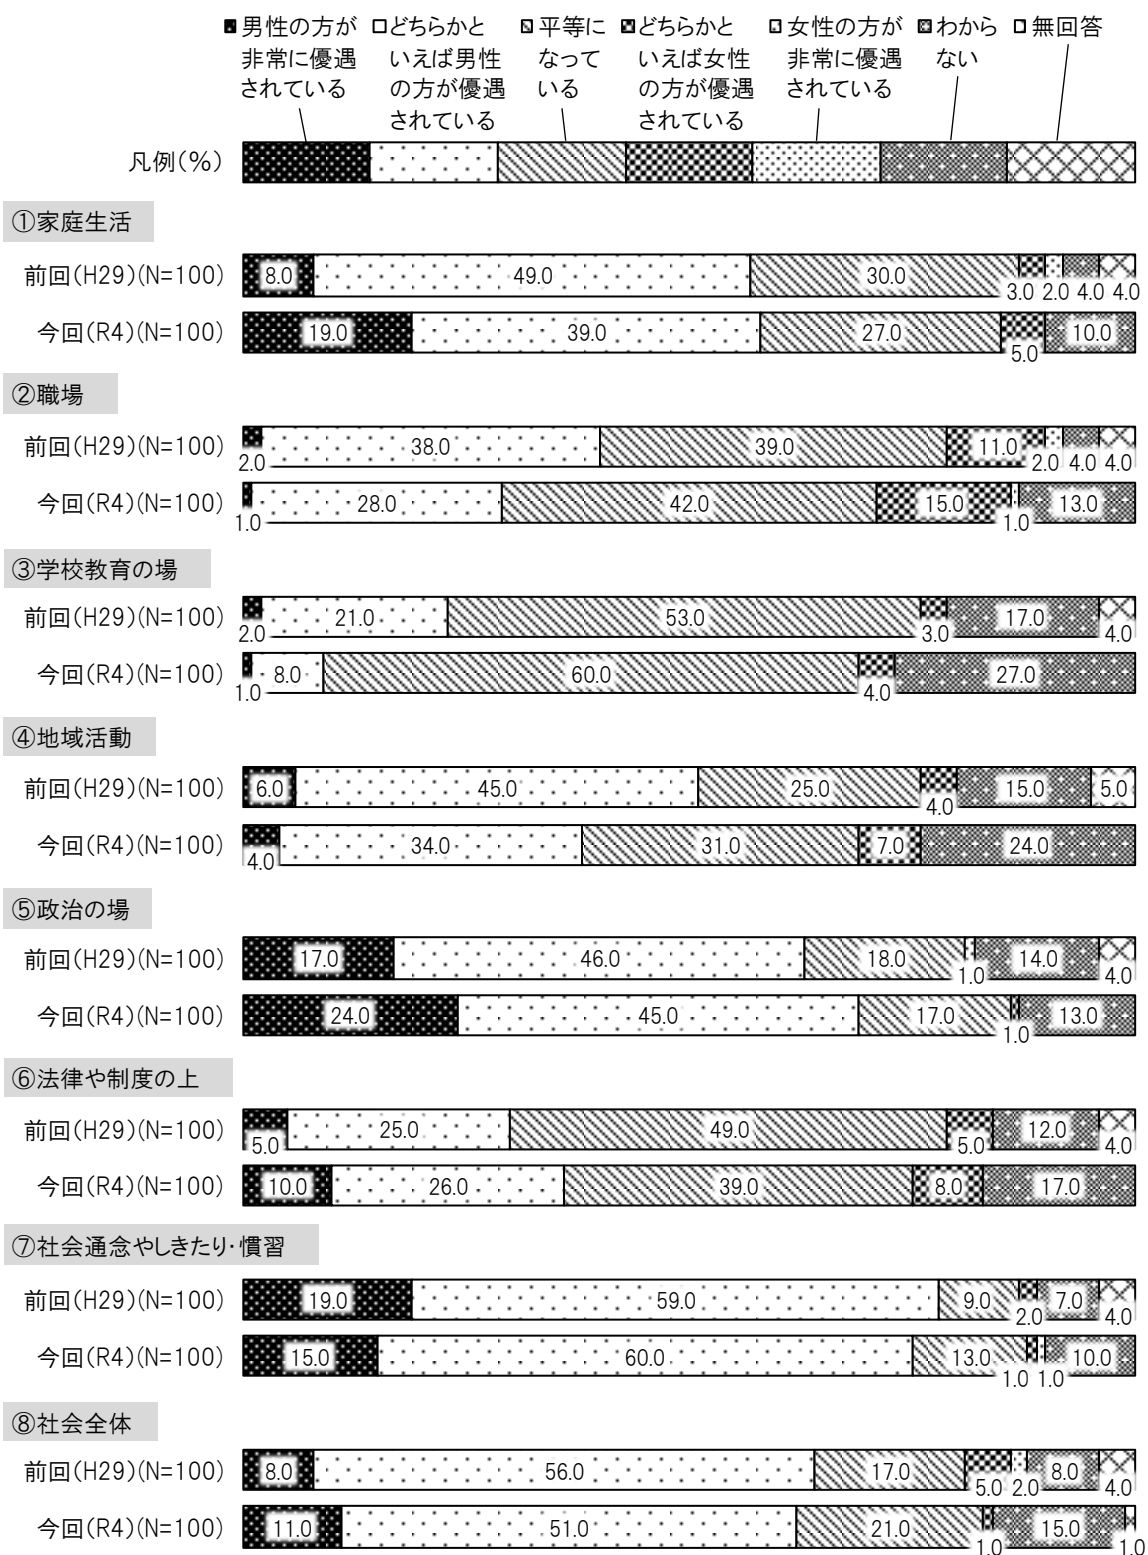 男性の方が非常に優遇されている
どちらかといえば男性の方が優遇されている
平等になっている
どちらかといえば女性の方が優遇されている
女性の方が非常に優遇されている
わからない
無回答
凡例(%)
①家庭生活
前回(H29)(N=100) 8.0 49.0 30.0 3.0 2.0 4.0 4.0
今回(R4)(N=100) 19.0 39.0 27.0 5.0 10.0
②職場
前回(H29)(N=100) 2.0 38.0 39.0 11.0 2.0 4.0 4.0
今回(R4)(N=100) 1.0 28.0 42.0 15.0 1.0 13.0
③学校教育の場
前回(H29)(N=100) 2.0 21.0 53.0 3.0 17.0 4.0
今回(R4)(N=100) 1.0 8.0 60.0 4.0 27.0
④地域活動
前回(H29)(N=100) 6.0 45.0 25.0 4.0 15.0 5.0
今回(R4)(N=100) 4.0 34.0 31.0 7.0 24.0
⑤政治の場
前回(H29)(N=100) 17.0 46.0 18.0 1.0 14.0 4.0
今回(R4)(N=100) 24.0 45.0 17.0 1.0 13.0
⑥法律や制度の上
前回(H29)(N=100) 5.0 25.0 49.0 5.0 12.0 4.0
今回(R4)(N=100) 10.0 26.0 39.0 8.0 17.0
⑦社会通念やしきたり・慣習
前回(H29)(N=100) 19.0 59.0 9.0 2.0 7.0 4.0
今回(R4)(N=100) 15.0 60.0 13.0 1.0 1.0 10.0
⑧社会全体
前回(H29)(N=100) 8.0 56.0 17.0 5.0 2.0 8.0 4.0
今回(R4)(N=100) 11.0 51.0 21.0 1.0 15.0 1.0